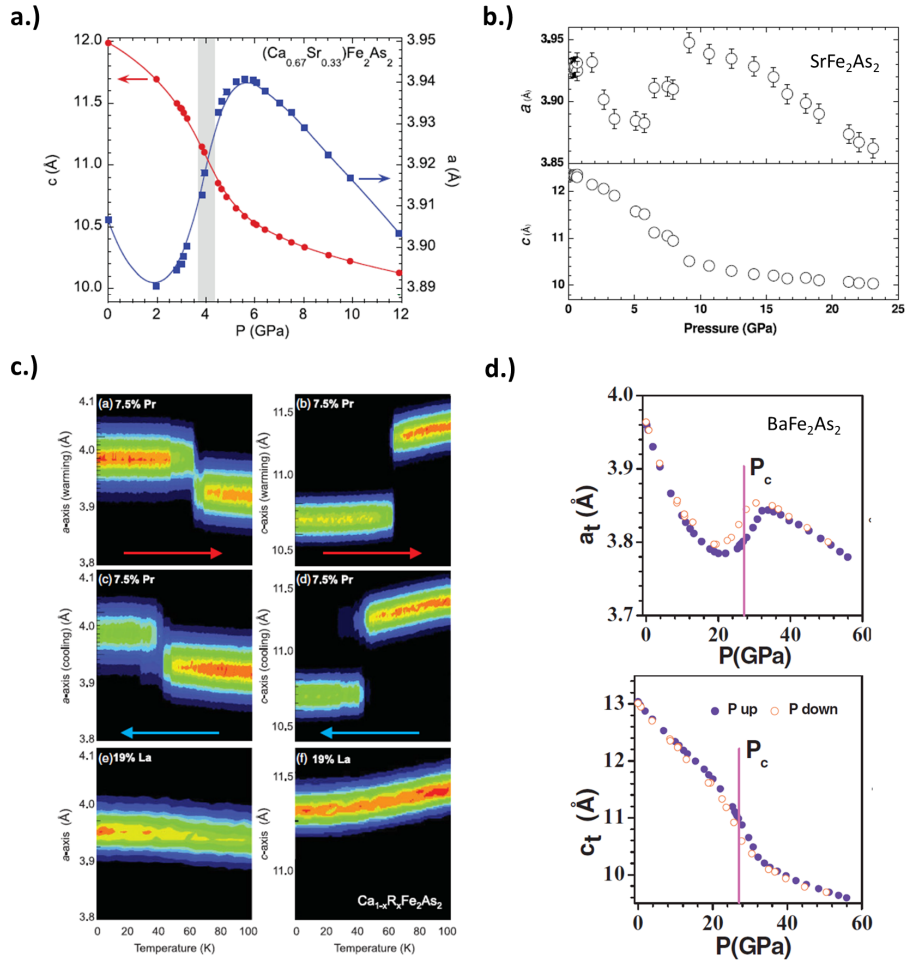 a.)
(Ca0.67Sr0.33)Fe2As2
12.0
11.5
11.0
10.5
10.0
c (Å)
3.95
3.94
3.93
3.92
3.91
3.90
3.89
a (Å)
0 2 4 6 8 10 12
P (GPa)
b.)
SrFe2As2
3.95
3.90
3.85
a (Å)
12
11
10
c (Å)
0 5 10 15 20 25
Pressure (GPa)
c.)
(a) 7.5% Pr
4.1
4.0
3.9
3.8
a-axis (warming) (Å)
(b) 7.5% Pr
11.5
11.0
10.5
c-axis (warming) (Å)
(c) 7.5% Pr
4.0
3.9
3.8
a-axis (cooling) (Å)
(d) 7.5% Pr
11.5
11.0
10.5
c-axis (cooling) (Å)
(e) 19% La
4.0
3.9
3.8
a-axis (Å)
0 20 40 60 80 100
Temperature (K)
(f) 19% La
11.5
11.0
c-axis (Å)
Ca1-xRxFe2As2
0 20 40 60 80 100
Temperature (K)
d.)
BaFe2As2
4.0
3.9
3.8
3.7
at (Å)
Pc
0 20 40 60
P(GPa)
P up P down
13
12
11
10
ct (Å)
Pc
0 20 40 60
P(GPa)